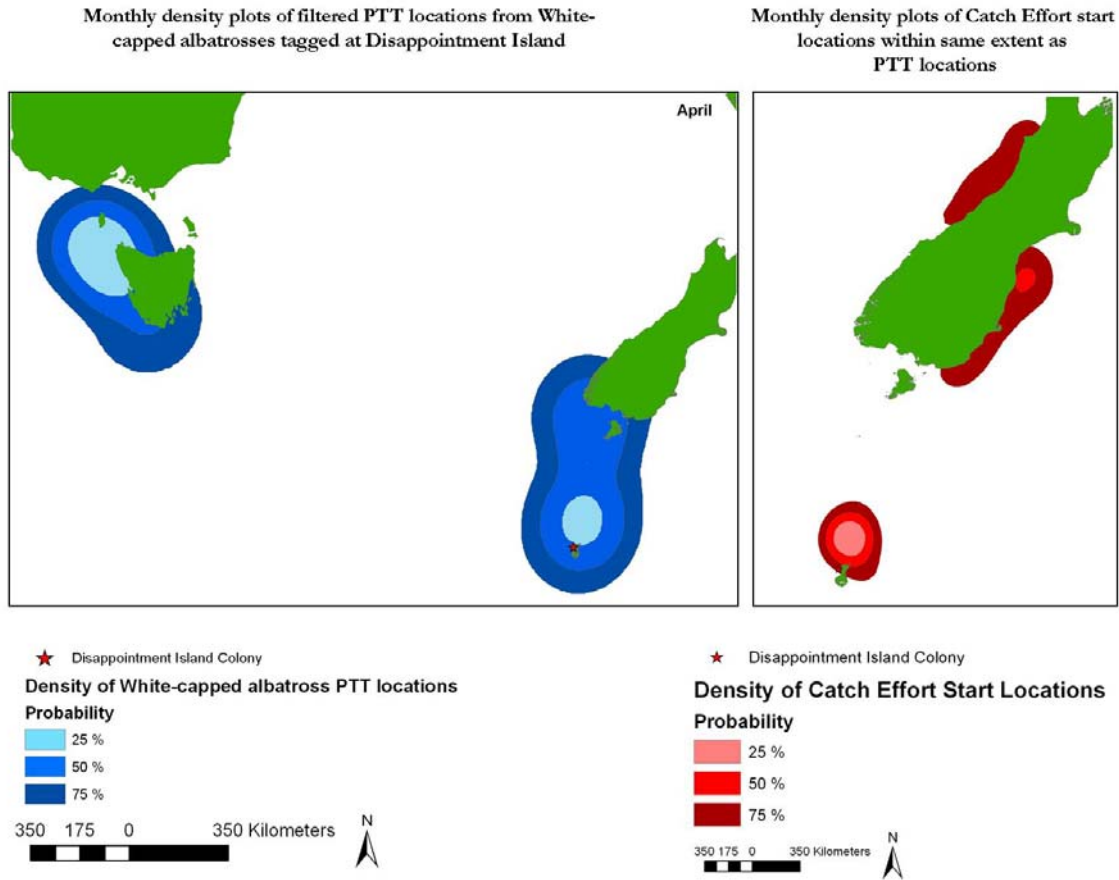 Monthly density plots of filtered PTT locations from White-
capped albatrosses tagged at Disappointment Island
Monthly density plots of Catch Effort start
locations within same extent as
PTT locations
April
Disappointment Island Colony
Density of White-capped albatross PTT locations
Probability
25 %
50 %
75 %
350 175 0 350 Kilometers
N
Disappointment Island Colony
Density of Catch Effort Start Locations
Probability
25 %
50 %
75 %
350 175 0 350 Kilometers
N